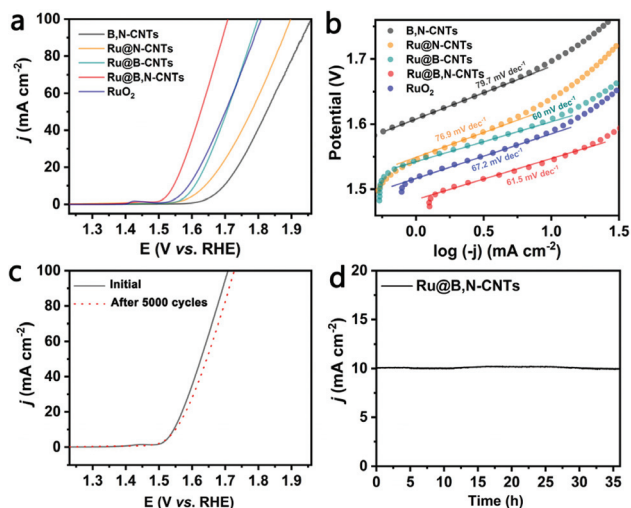 a
B,N-CNTs
Ru@N-CNTs
Ru@B-CNTs
Ru@B,N-CNTs
RuO₂
100
80
60
40
20
0
j (mA cm⁻²)
1.3 1.4 1.5 1.6 1.7 1.8 1.9
E (V vs. RHE)
b
B,N-CNTs
Ru@N-CNTs
Ru@B-CNTs
Ru@B,N-CNTs
RuO₂
79.7 mV dec⁻¹
76.9 mV dec⁻¹
60 mV dec⁻¹
67.2 mV dec⁻¹
61.5 mV dec⁻¹
1.7
1.6
1.5
Potential (V)
0.0 0.5 1.0 1.5
log (-j) (mA cm⁻²)
c
Initial
After 5000 cycles
100
80
60
40
20
0
j (mA cm⁻²)
1.3 1.4 1.5 1.6 1.7 1.8 1.9
E (V vs. RHE)
d
Ru@B,N-CNTs
20
15
10
5
0
j (mA cm⁻²)
0 5 10 15 20 25 30 35
Time (h)